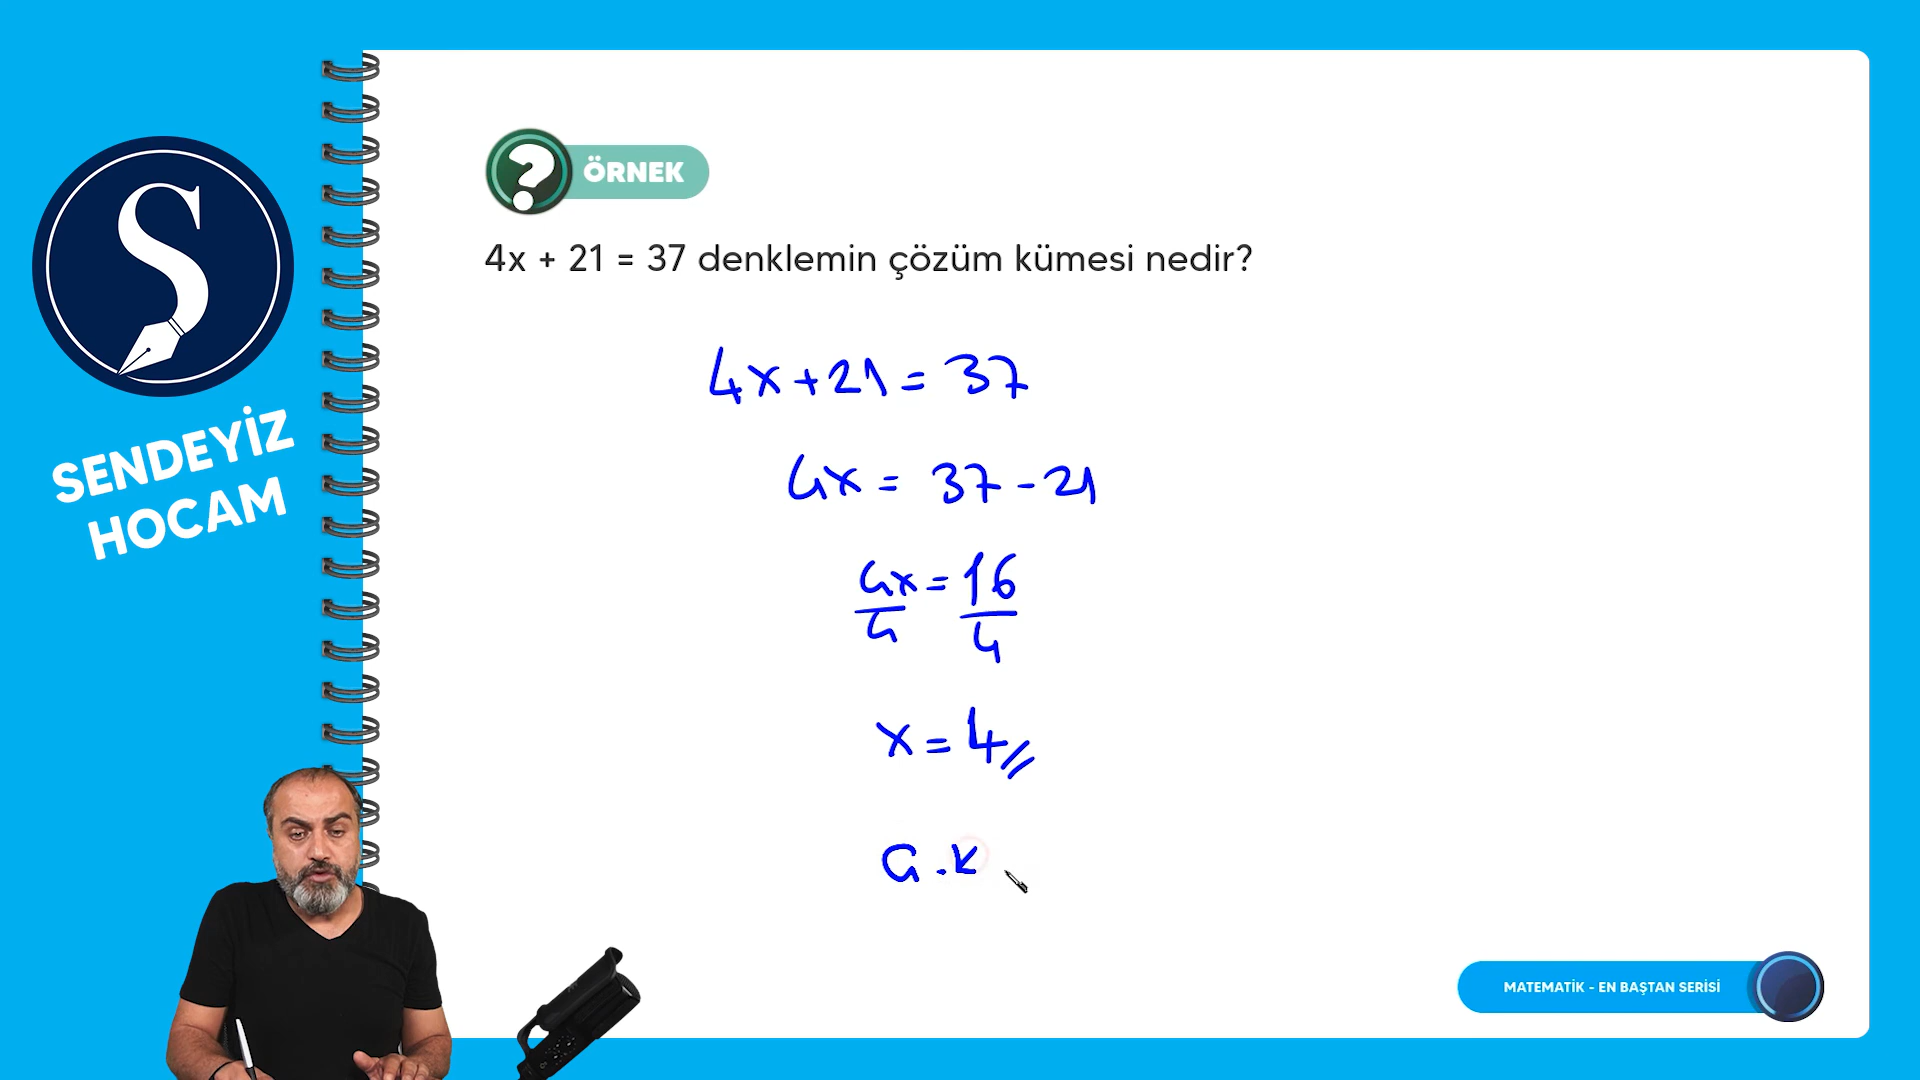 SENDEYİZ
HOCAM
ÖRNEK
4x + 21 = 37 denklemin çözüm kümesi nedir?
4x + 21 = 37
4x = 37 - 21
4x = 16
4 4
x = 4
Ç.K
MATEMATİK - EN BAŞTAN SERİSİ